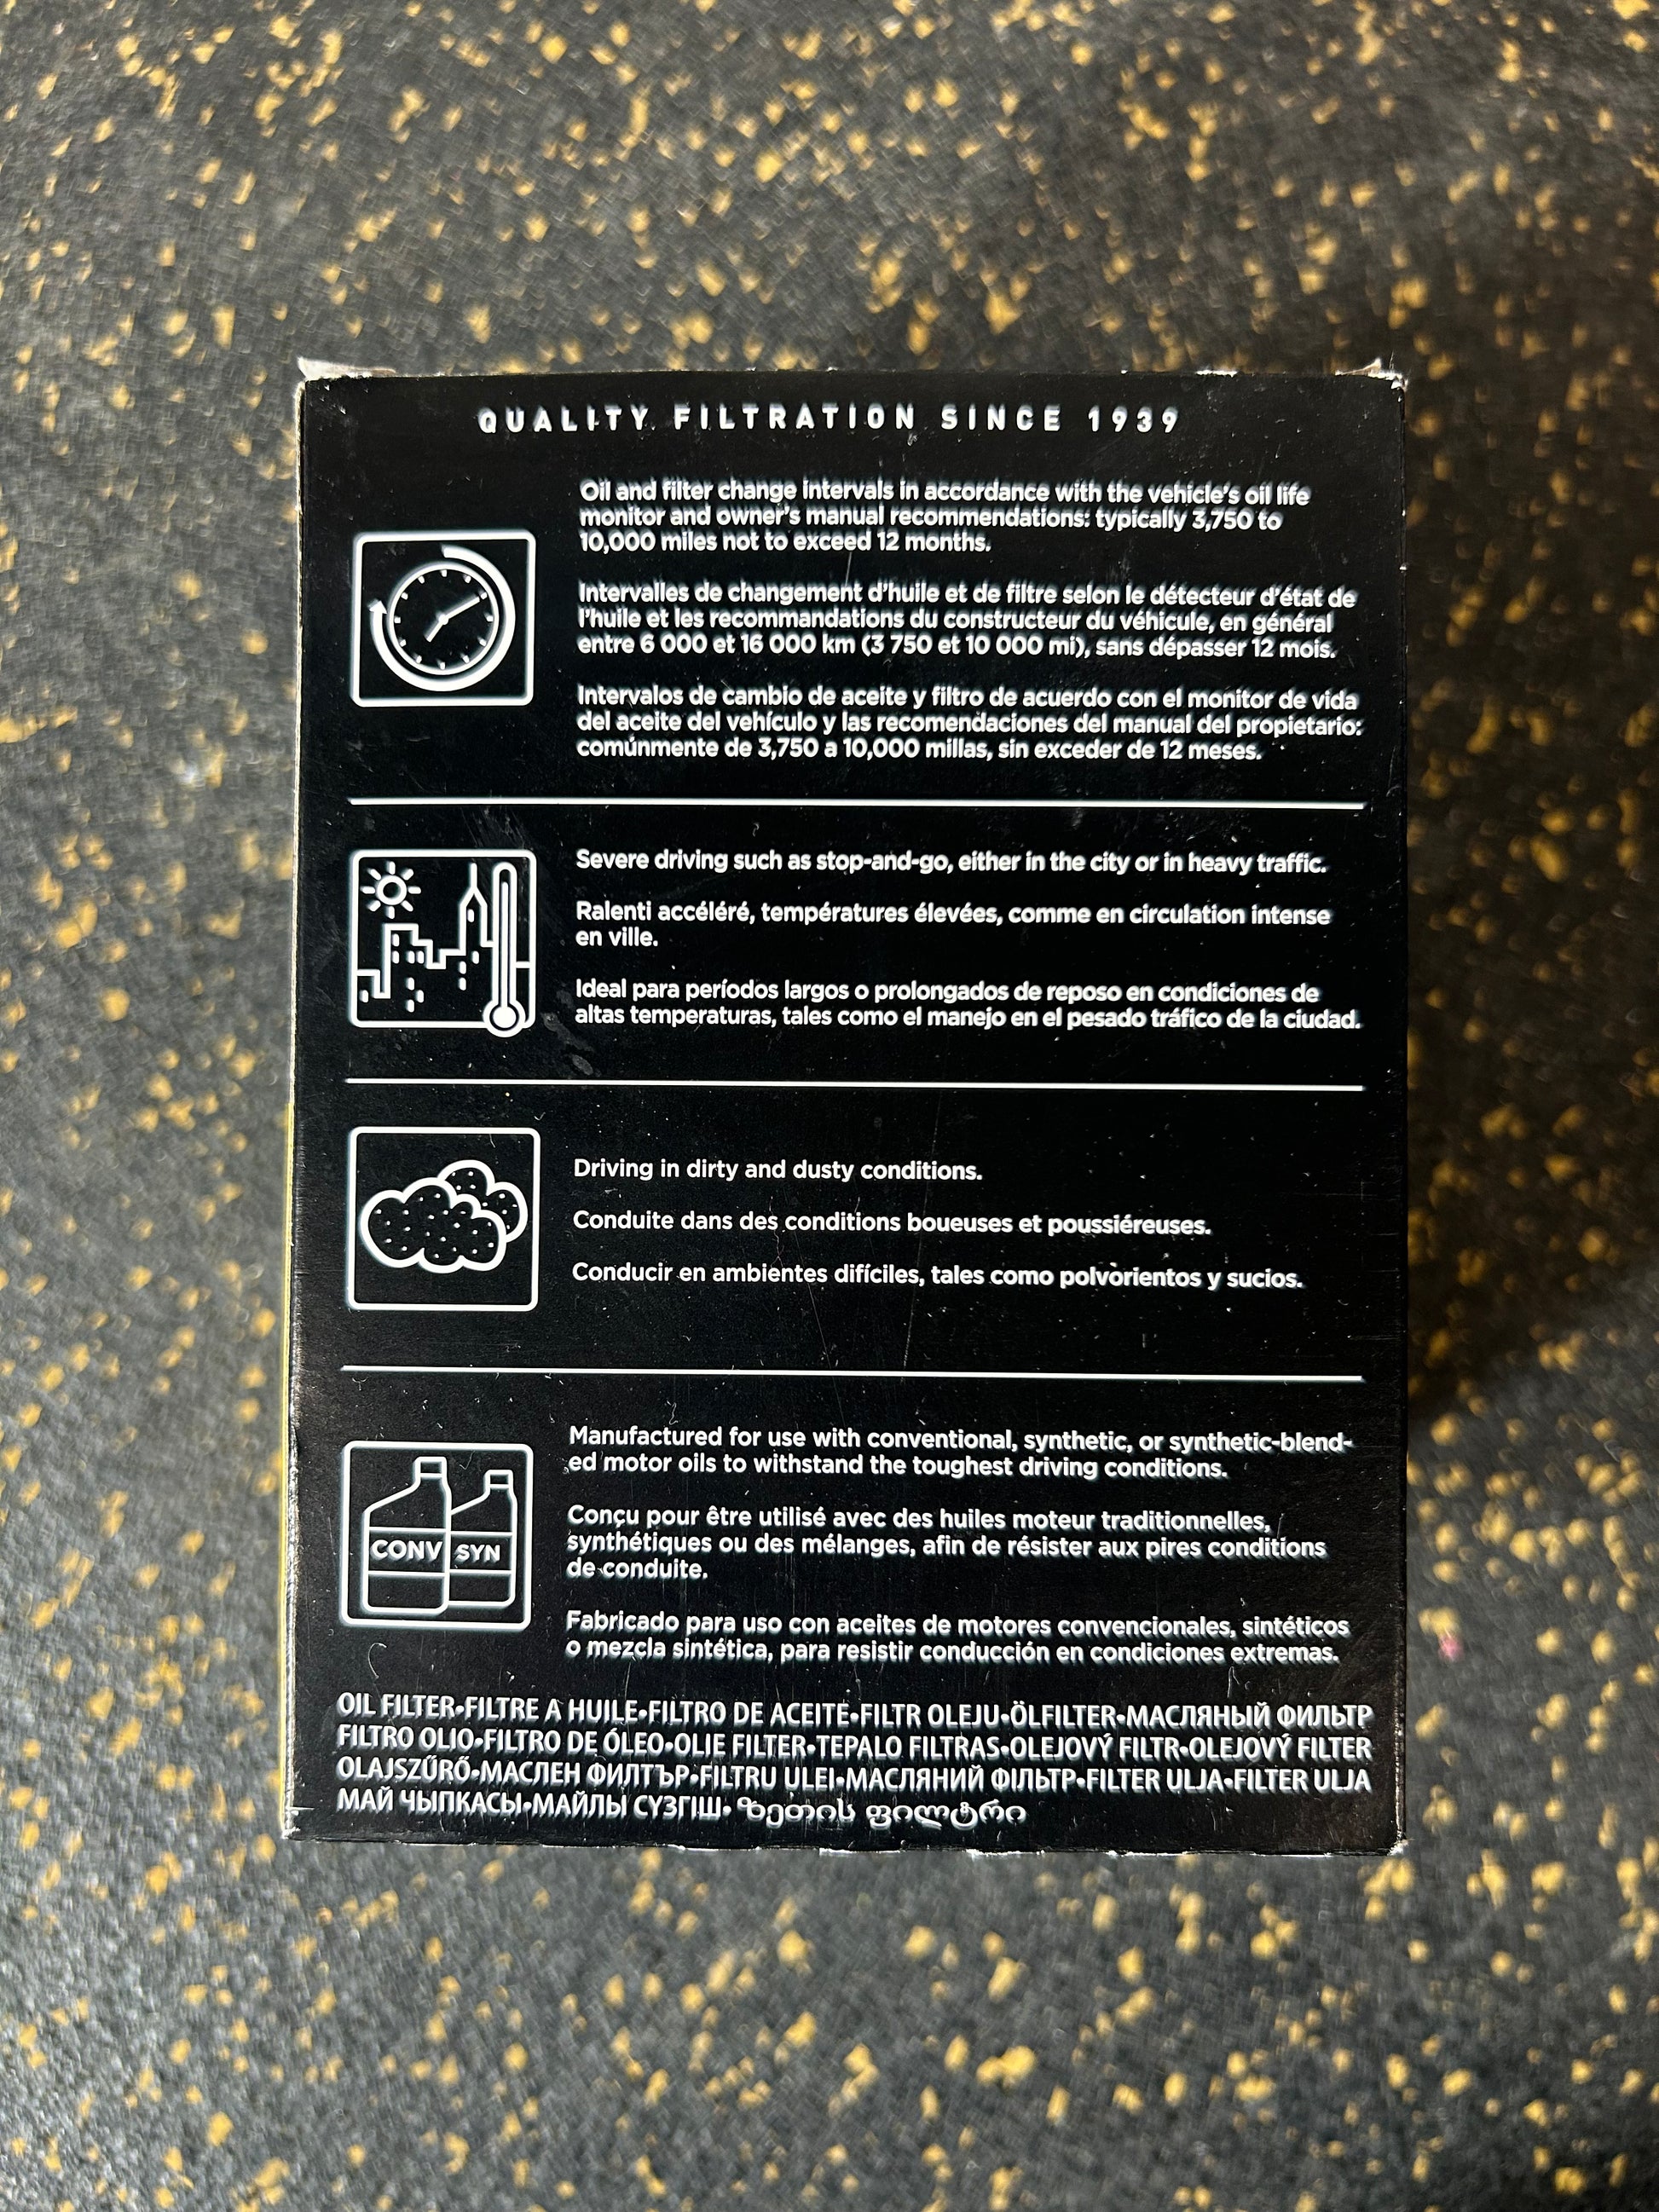 QUALITY FILTRATION SINCE 1939
Oil and filter change intervals in accordance with the vehicle's oil life
monitor and owner's manual recommendations: typically 3,750 to
10,000 miles not to exceed 12 months.
Intervalles de changement d'huile et de filtre selon le détecteur d'état de
l'huile et les recommandations du constructeur du véhicule, en général
entre 6 000 et 16 000 km (3 750 et 10 000 mi), sans dépasser 12 mois.
Intervalos de cambio de aceite y filtro de acuerdo con el monitor de vida
del aceite del vehículo y las recomendaciones del manual del propietario:
comúnmente de 3,750 a 10,000 millas, sin exceder de 12 meses.
Severe driving such as stop-and-go, either in the city or in heavy traffic.
Ralenti accéléré, températures élevées, comme en circulation intense
en ville.
Ideal para períodos largos o prolongados de reposo en condiciones de
altas temperaturas, tales como el manejo en el pesado tráfico de la ciudad.
Driving in dirty and dusty conditions.
Conduite dans des conditions boueuses et poussiéreuses.
Conducir en ambientes difíciles, tales como polvorientos y sucios.
CONV SYN
Manufactured for use with conventional, synthetic, or synthetic-blend-
ed motor oils to withstand the toughest driving conditions.
Conçu pour être utilisé avec des huiles moteur traditionnelles,
synthétiques ou des mélanges, afin de résister aux pires conditions
de conduite.
Fabricado para uso con aceites de motores convencionales, sintéticos
o mezcla sintética, para resistir conducción en condiciones extremas.
OIL FILTER•FILTRE A HUILE•FILTRO DE ACEITE•FILTR OLEJU•ÖLFILTER•МАСЛЯНЫЙ ФИЛЬТР
FILTRO OLIO•FILTRO DE ÓLEO•OLIE FILTER•TEPALO FILTRAS•OLEJOVÝ FILTR•OLEJOVÝ FILTER
OLAJSZŰRŐ•МАСЛЕН ФИЛТЪР•FILTRU ULEI•МАСЛЯНИЙ ФІЛЬТР•FILTER ULJA•FILTER ULJA
МАЙ ЧЫПКАСЫ•МАЙЛЫ СҮЗГІШ• ზეთის ფილტრი